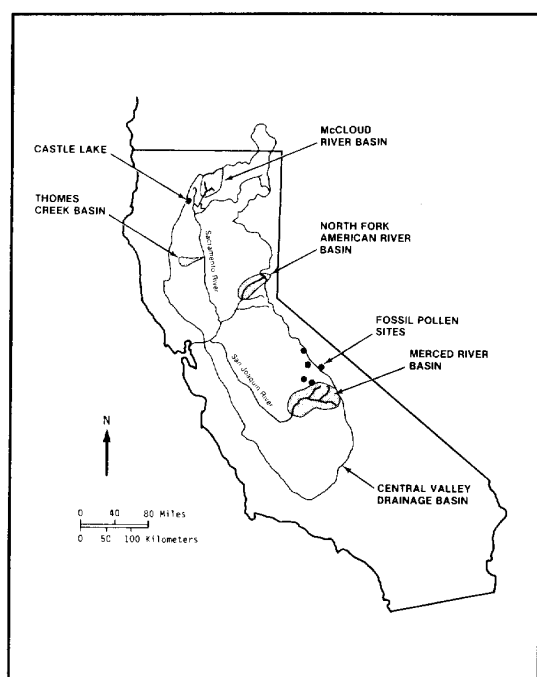 McCLOUD
RIVER BASIN
CASTLE LAKE
THOMES
CREEK BASIN
NORTH FORK
AMERICAN RIVER
BASIN
Sacramento River
FOSSIL POLLEN
SITES
MERCED RIVER
BASIN
San Joaquin River
N
CENTRAL VALLEY
DRAINAGE BASIN
0 40 80 Miles
0 50 100 Kilometers